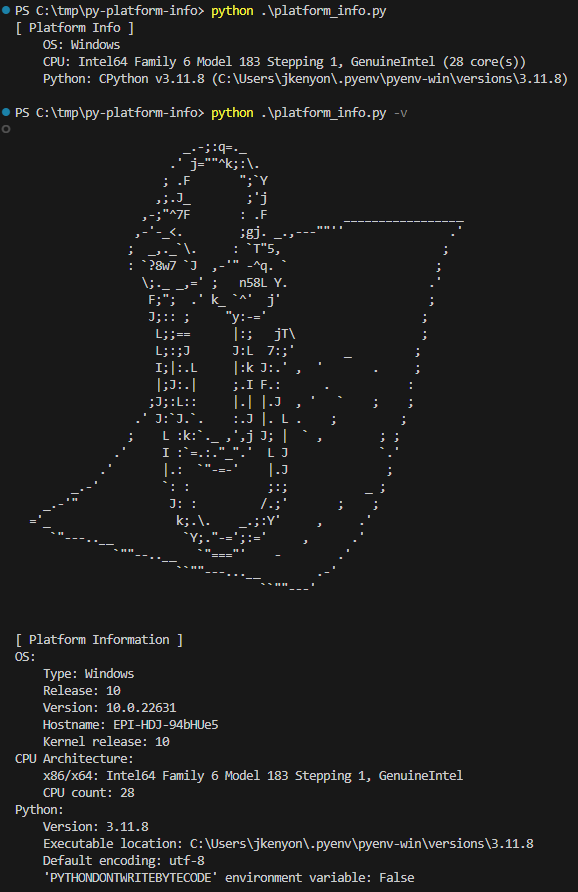 PS C:\tmp\py-platform-info> python .\platform_info.py
[ Platform Info ]
    OS: Windows
    CPU: Intel64 Family 6 Model 183 Stepping 1, GenuineIntel (28 core(s))
    Python: CPython v3.11.8 (C:\Users\jkenyon\.pyenv\pyenv-win\versions\3.11.8)
PS C:\tmp\py-platform-info> python .\platform_info.py -v
[ Platform Information ]
OS:
    Type: Windows
    Release: 10
    Version: 10.0.22631
    Hostname: EPI-HDJ-94bHUe5
    Kernel release: 10
CPU Architecture:
    x86/x64: Intel64 Family 6 Model 183 Stepping 1, GenuineIntel
    CPU count: 28
Python:
    Version: 3.11.8
    Executable location: C:\Users\jkenyon\.pyenv\pyenv-win\versions\3.11.8
    Default encoding: utf-8
    'PYTHONDONTWRITEBYTECODE' environment variable: False